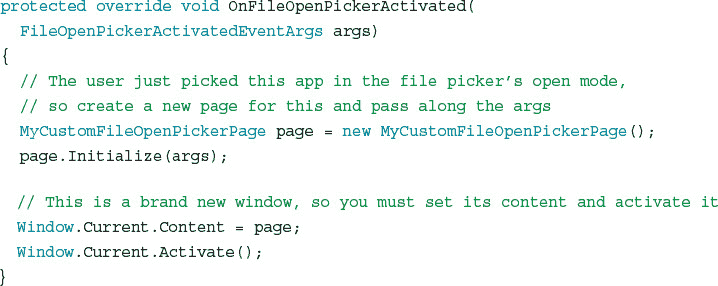 protected override void OnFileOpenPickerActivated(
FileOpenPickerActivatedEventArgs args)
{
// The user just picked this app in the file picker’s open mode,
// so create a new page for this and pass along the args
MyCustomFileOpenPickerPage page = new MyCustomFileOpenPickerPage();
page.Initialize(args);
// This is a brand new window, so you must set its content and activate it
Window.Current.Content = page;
Window.Current.Activate();
}